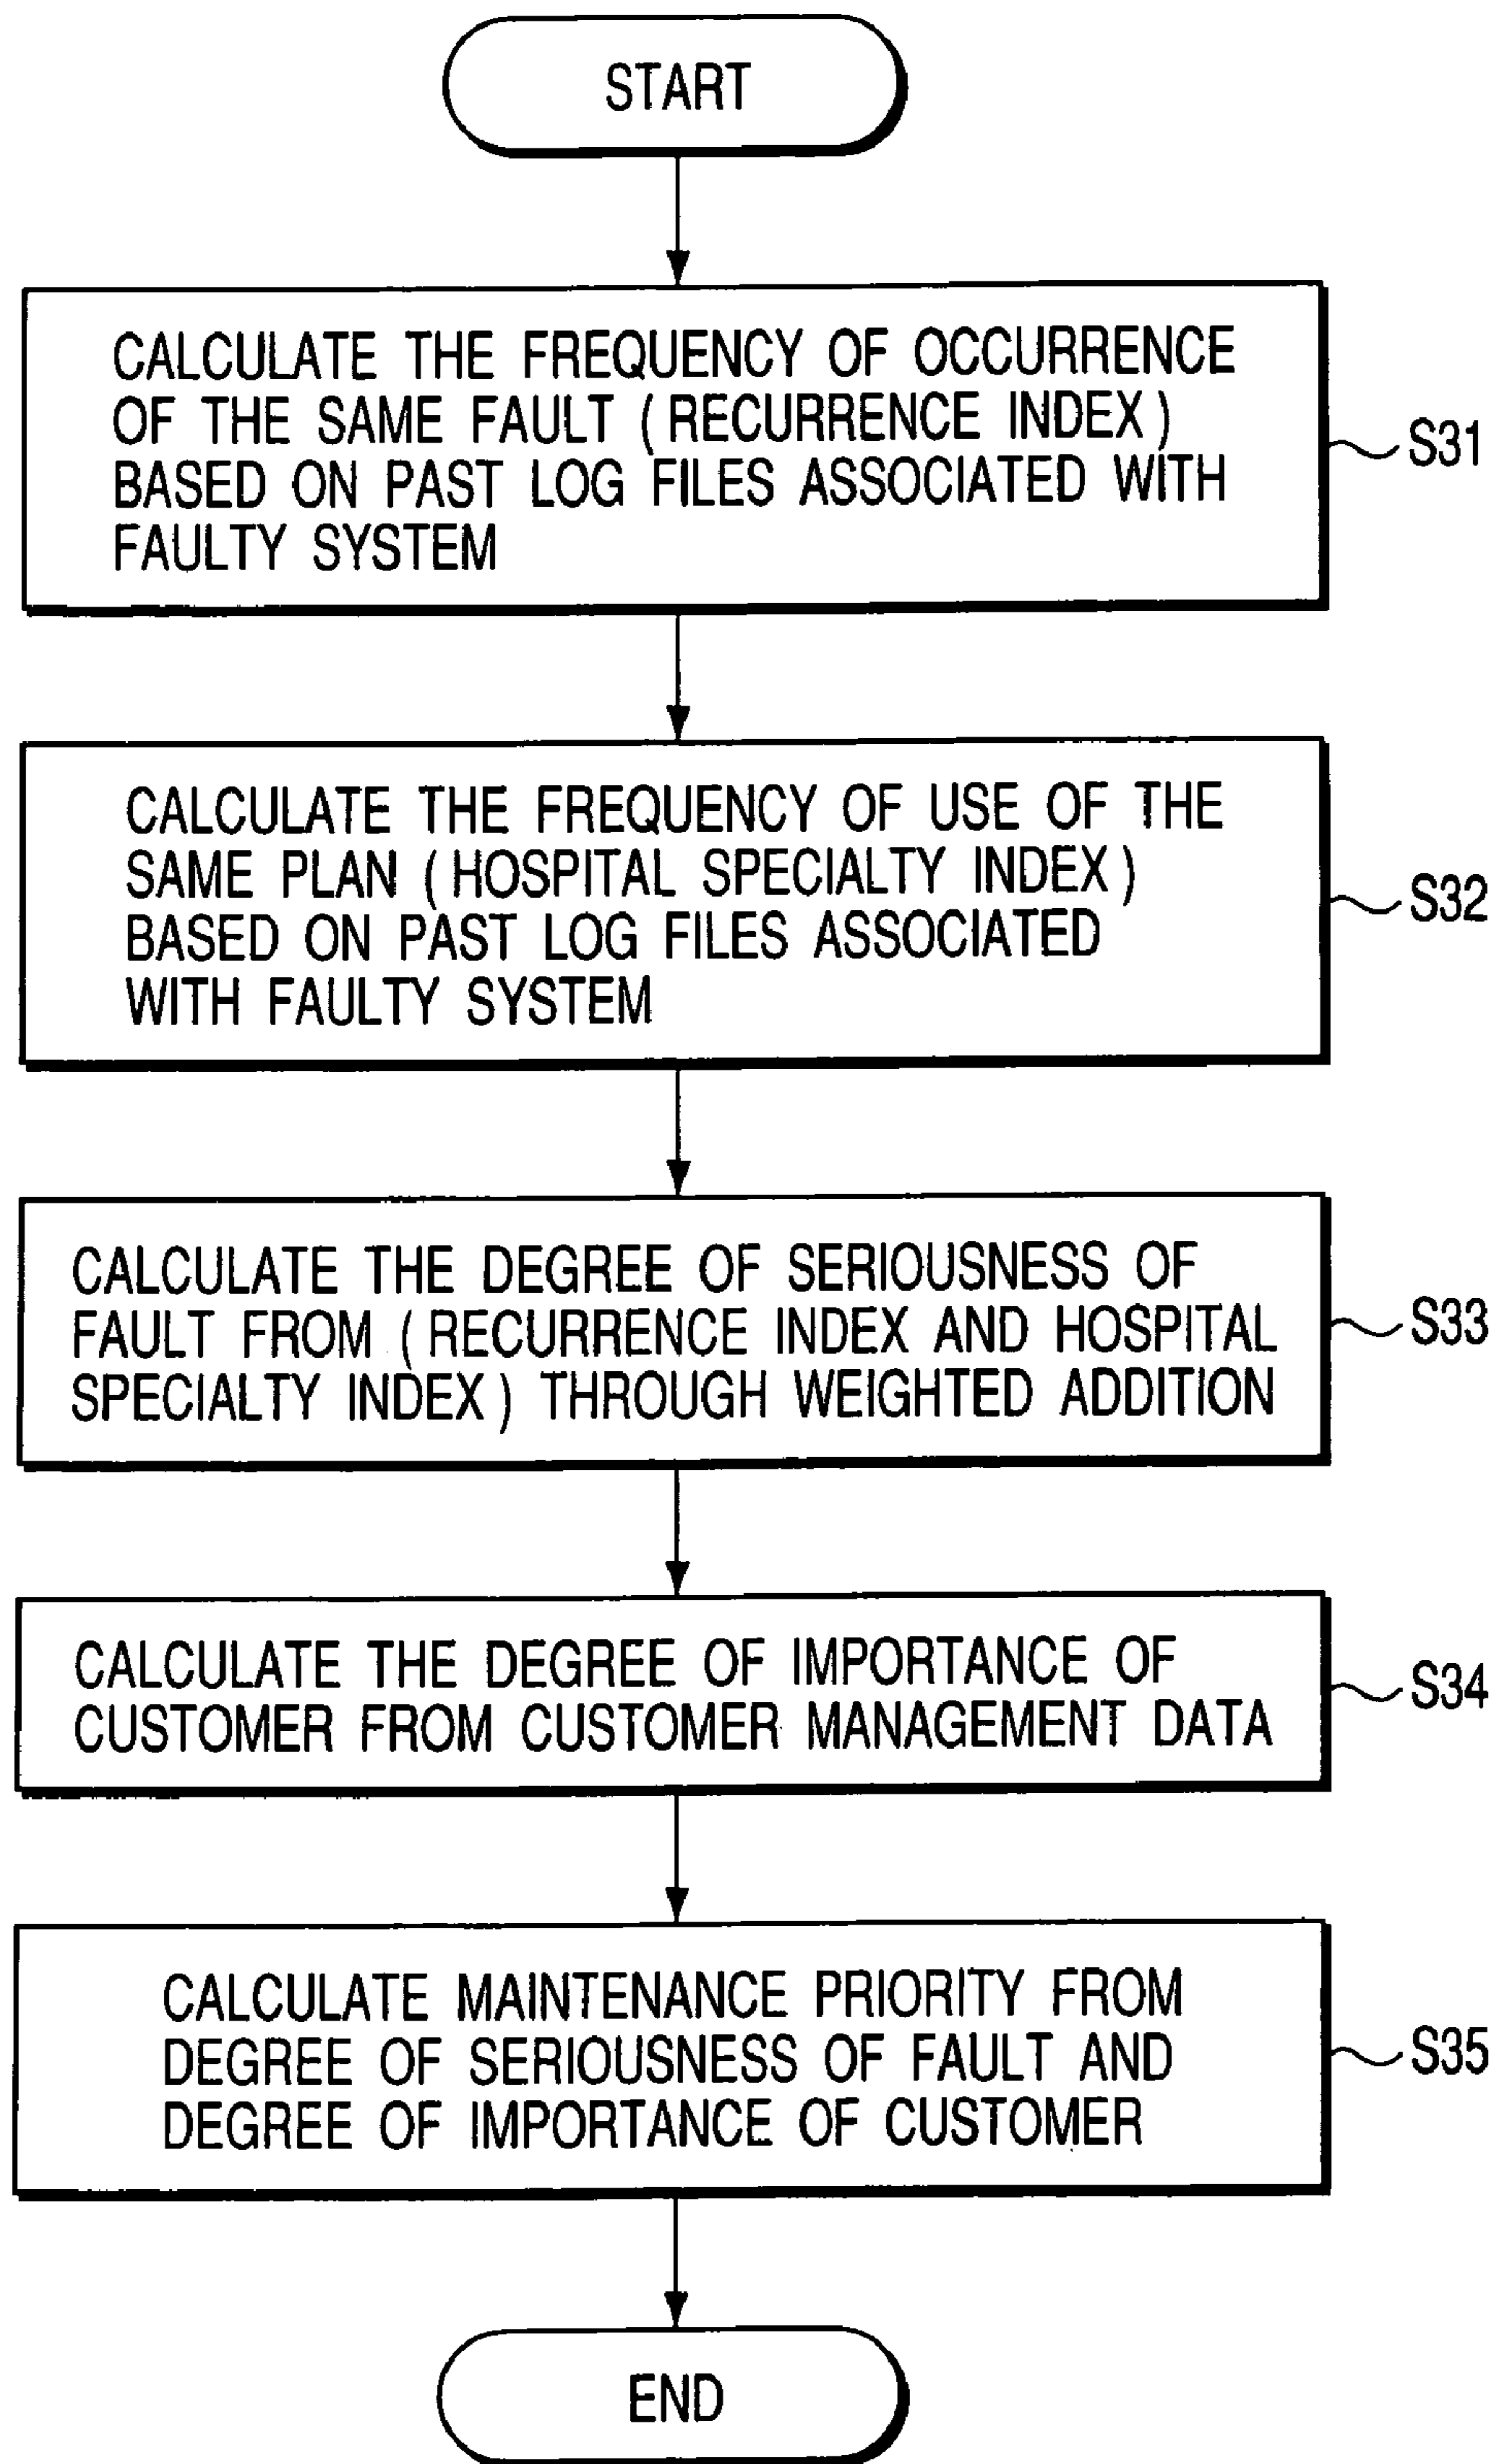 START
CALCULATE THE FREQUENCY OF OCCURRENCE
OF THE SAME FAULT (RECURRENCE INDEX)
BASED ON PAST LOG FILES ASSOCIATED WITH
FAULTY SYSTEM
S31
CALCULATE THE FREQUENCY OF USE OF THE
SAME PLAN (HOSPITAL SPECIALTY INDEX)
BASED ON PAST LOG FILES ASSOCIATED
WITH FAULTY SYSTEM
S32
CALCULATE THE DEGREE OF SERIOUSNESS OF
FAULT FROM (RECURRENCE INDEX AND HOSPITAL
SPECIALTY INDEX) THROUGH WEIGHTED ADDITION
S33
CALCULATE THE DEGREE OF IMPORTANCE OF
CUSTOMER FROM CUSTOMER MANAGEMENT DATA
S34
CALCULATE MAINTENANCE PRIORITY FROM
DEGREE OF SERIOUSNESS OF FAULT AND
DEGREE OF IMPORTANCE OF CUSTOMER
S35
END